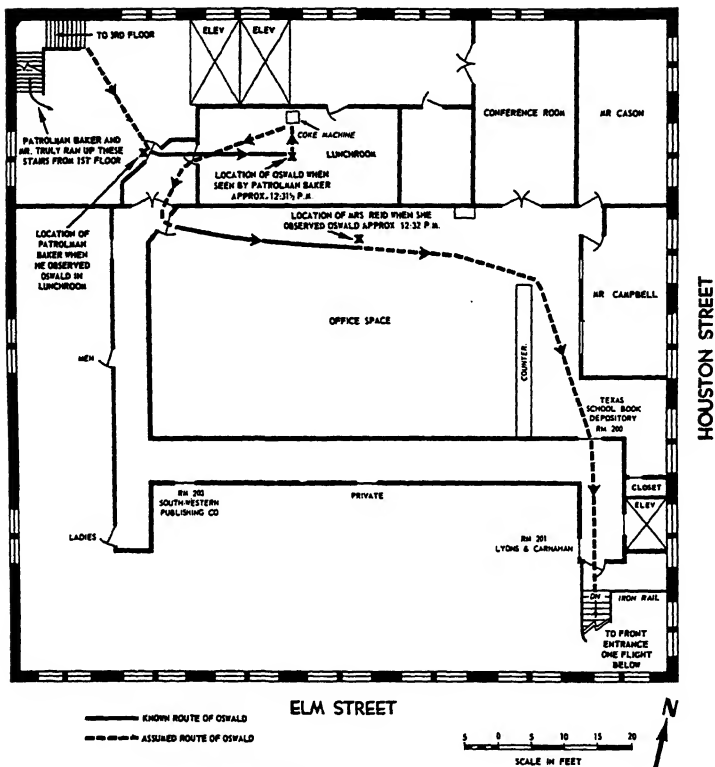 TO 3RD FLOOR
ELEV
ELEV
PATROLMAN BAKER AND
MR. TRULY RAN UP THESE
STAIRS FROM 1ST FLOOR
COKE MACHINE
LUNCHROOM
CONFERENCE ROOM
MR CASON
LOCATION OF OSWALD WHEN
SEEN BY PATROLMAN BAKER
APPROX. 12:31½ P.M.
LOCATION OF
PATROLMAN
BAKER WHEN
HE OBSERVED
OSWALD IN
LUNCHROOM
LOCATION OF MRS REID WHEN SHE
OBSERVED OSWALD APPROX 12:32 P.M.
MR CAMPBELL
OFFICE SPACE
COUNTER
MEN
TEXAS
SCHOOL BOOK
DEPOSITORY
RM 200
CLOSET
ELEV
LADIES
RM 203
SOUTH-WESTERN
PUBLISHING CO
PRIVATE
RM 201
LYONS & CARNAHAN
DN
IRON RAIL
TO FRONT
ENTRANCE
ONE FLIGHT
BELOW
HOUSTON STREET
ELM STREET
KNOWN ROUTE OF OSWALD
ASSUMED ROUTE OF OSWALD
N
5 0 5 10 15 20
SCALE IN FEET